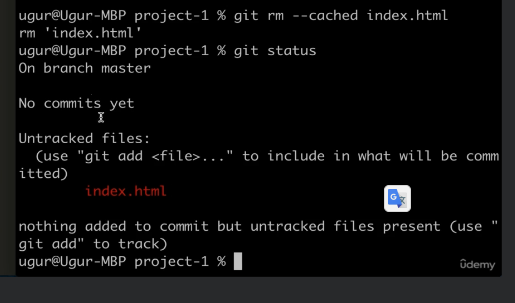 ugur@Ugur-MBP project-1 % git rm --cached index.html
rm 'index.html'
ugur@Ugur-MBP project-1 % git status
On branch master
No commits yet
Untracked files:
(use "git add <file>..." to include in what will be comm
itted)
index.html
nothing added to commit but untracked files present (use "
git add" to track)
ugur@Ugur-MBP project-1 %
G
ûdemy